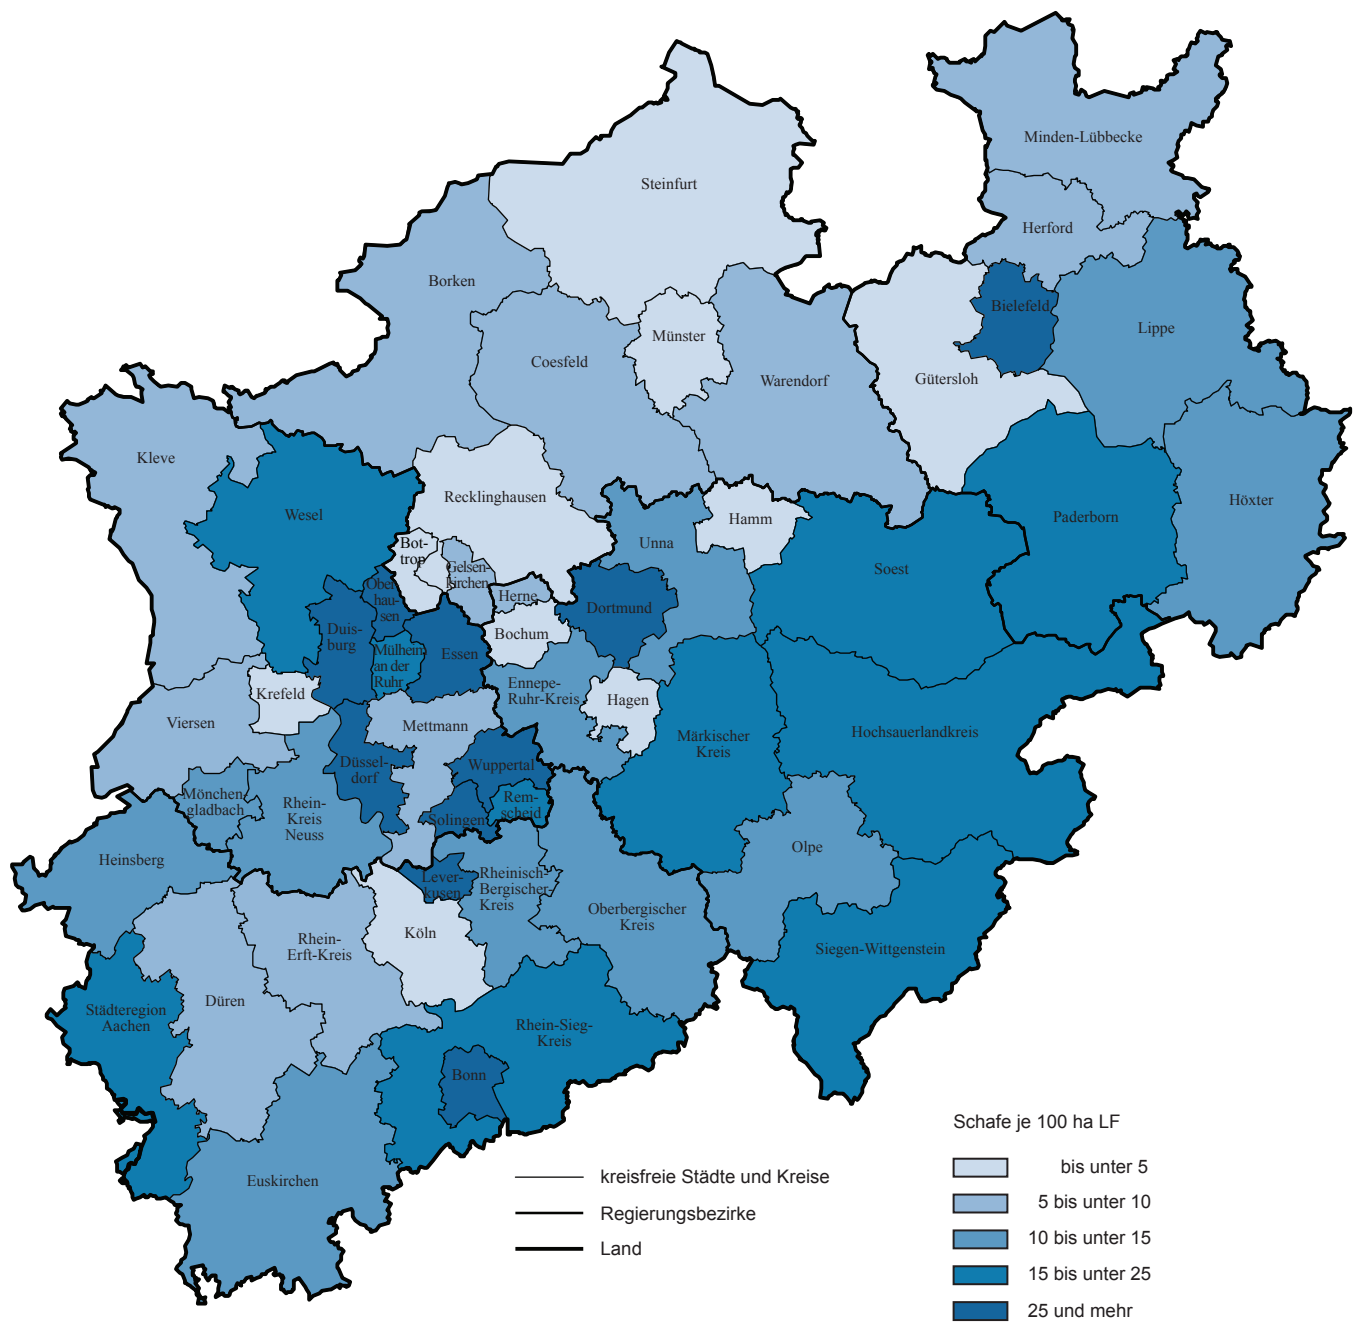 Minden-Lübbecke
Steinfurt
Herford
Borken
Bielefeld
Lippe
Münster
Coesfeld
Warendorf
Gütersloh
Kleve
Recklinghausen
Höxter
Wesel
Hamm
Paderborn
Unna
Bot-
trop
Gelsen-
kirchen
Soest
Ober-
hau-
sen
Herne
Dortmund
Duis-
burg
Bochum
Mülheim
an der
Ruhr
Essen
Ennepe-
Ruhr-Kreis
Krefeld
Hagen
Viersen
Mettmann
Märkischer
Kreis
Hochsauerlandkreis
Düssel-
dorf
Wuppertal
Mönchen-
gladbach
Rhein-
Kreis
Neuss
Rem-
scheid
Solingen
Heinsberg
Olpe
Lever-
kusen
Rheinisch-
Bergischer-
Kreis
Oberbergischer
Kreis
Köln
Rhein-
Erft-Kreis
Siegen-Wittgenstein
Düren
Städteregion
Aachen
Rhein-Sieg-
Kreis
Bonn
Euskirchen
kreisfreie Städte und Kreise
Regierungsbezirke
Land
Schafe je 100 ha LF
bis unter 5
5 bis unter 10
10 bis unter 15
15 bis unter 25
25 und mehr